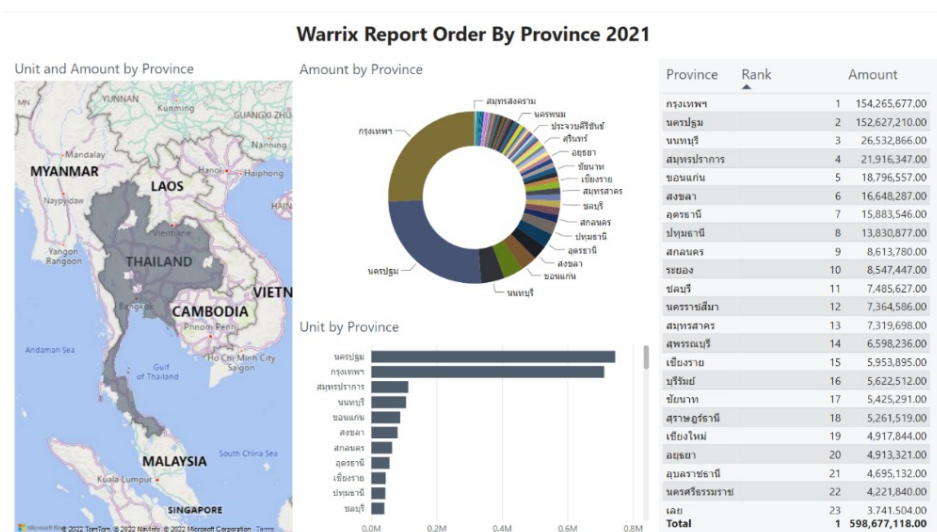 Warrix Report Order By Province 2021
Unit and Amount by Province
MN
YUNNAN
Kunming
GUANGXI ZHU
Nanning
Mandalay
MYANMAR
Hanoi
Haiphong
LAOS
Naypyidaw
HAIN
Vientiane
Yangon
Rangoon
THAILAND
VIETN
Bangkok
CAMBODIA
Phnom Penh
Andaman Sea
Ho Chi Minh City
Saigon
Gulf
of Thailand
South China Sea
MALAYSIA
Kuala Lumpur
SINGAPORE
© 2022 TomTom, © 2022 NavInfo, © 2022 Microsoft Corporation Terms
Amount by Province
สมุทรสงคราม
นครพนม
กรุงเทพฯ
ประจวบคีรีขันธ์
สุรินทร์
อยุธยา
ชัยนาท
เชียงราย
สมุทรสาคร
ชลบุรี
สกลนคร
ปทุมธานี
อุดรธานี
สงขลา
ขอนแก่น
นครปฐม
นนทบุรี
Unit by Province
นครปฐม
กรุงเทพฯ
สมุทรปราการ
นนทบุรี
ขอนแก่น
สงขลา
สกลนคร
อุดรธานี
เชียงราย
ปทุมธานี
ชลบุรี
0.0M 0.2M 0.4M 0.6M 0.8M
Province Rank Amount
กรุงเทพฯ 1 154,265,677.00
นครปฐม 2 152,627,210.00
นนทบุรี 3 26,532,866.00
สมุทรปราการ 4 21,916,347.00
ขอนแก่น 5 18,796,557.00
สงขลา 6 16,648,287.00
อุดรธานี 7 15,883,546.00
ปทุมธานี 8 13,830,877.00
สกลนคร 9 8,613,780.00
ระยอง 10 8,547,447.00
ชลบุรี 11 7,485,627.00
นครราชสีมา 12 7,364,586.00
สมุทรสาคร 13 7,319,698.00
สุพรรณบุรี 14 6,598,236.00
เชียงราย 15 5,953,895.00
บุรีรัมย์ 16 5,622,512.00
ชัยนาท 17 5,425,291.00
สุราษฎร์ธานี 18 5,261,519.00
เชียงใหม่ 19 4,917,844.00
อยุธยา 20 4,913,321.00
อุบลราชธานี 21 4,695,132.00
นครศรีธรรมราช 22 4,221,840.00
เลย 23 3,741,504.00
Total 1 598,677,118.00